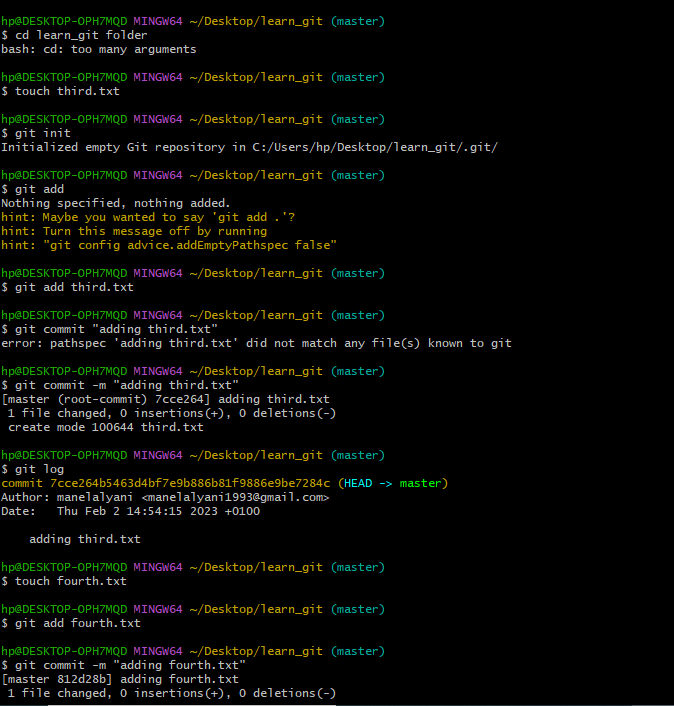 hp@DESKTOP-OPH7MQD MINGW64 ~/Desktop/learn_git (master)
$ cd learn_git folder
bash: cd: too many arguments
hp@DESKTOP-OPH7MQD MINGW64 ~/Desktop/learn_git (master)
$ touch third.txt
hp@DESKTOP-OPH7MQD MINGW64 ~/Desktop/learn_git (master)
$ git init
Initialized empty Git repository in C:/Users/hp/Desktop/learn_git/.git/
hp@DESKTOP-OPH7MQD MINGW64 ~/Desktop/learn_git (master)
$ git add
Nothing specified, nothing added.
hint: Maybe you wanted to say 'git add .'?
hint: Turn this message off by running
hint: "git config advice.addEmptyPathspec false"
hp@DESKTOP-OPH7MQD MINGW64 ~/Desktop/learn_git (master)
$ git add third.txt
hp@DESKTOP-OPH7MQD MINGW64 ~/Desktop/learn_git (master)
$ git commit "adding third.txt"
error: pathspec 'adding third.txt' did not match any file(s) known to git
hp@DESKTOP-OPH7MQD MINGW64 ~/Desktop/learn_git (master)
$ git commit -m "adding third.txt"
[master (root-commit) 7cce264] adding third.txt
 1 file changed, 0 insertions(+), 0 deletions(-)
 create mode 100644 third.txt
hp@DESKTOP-OPH7MQD MINGW64 ~/Desktop/learn_git (master)
$ git log
commit 7cce264b5463d4bf7e9b886b81f9886e9be7284c (HEAD -> master)
Author: manelalyani <manelalyani1993@gmail.com>
Date:   Thu Feb 2 14:54:15 2023 +0100
    adding third.txt
hp@DESKTOP-OPH7MQD MINGW64 ~/Desktop/learn_git (master)
$ touch fourth.txt
hp@DESKTOP-OPH7MQD MINGW64 ~/Desktop/learn_git (master)
$ git add fourth.txt
hp@DESKTOP-OPH7MQD MINGW64 ~/Desktop/learn_git (master)
$ git commit -m "adding fourth.txt"
[master 812d28b] adding fourth.txt
 1 file changed, 0 insertions(+), 0 deletions(-)